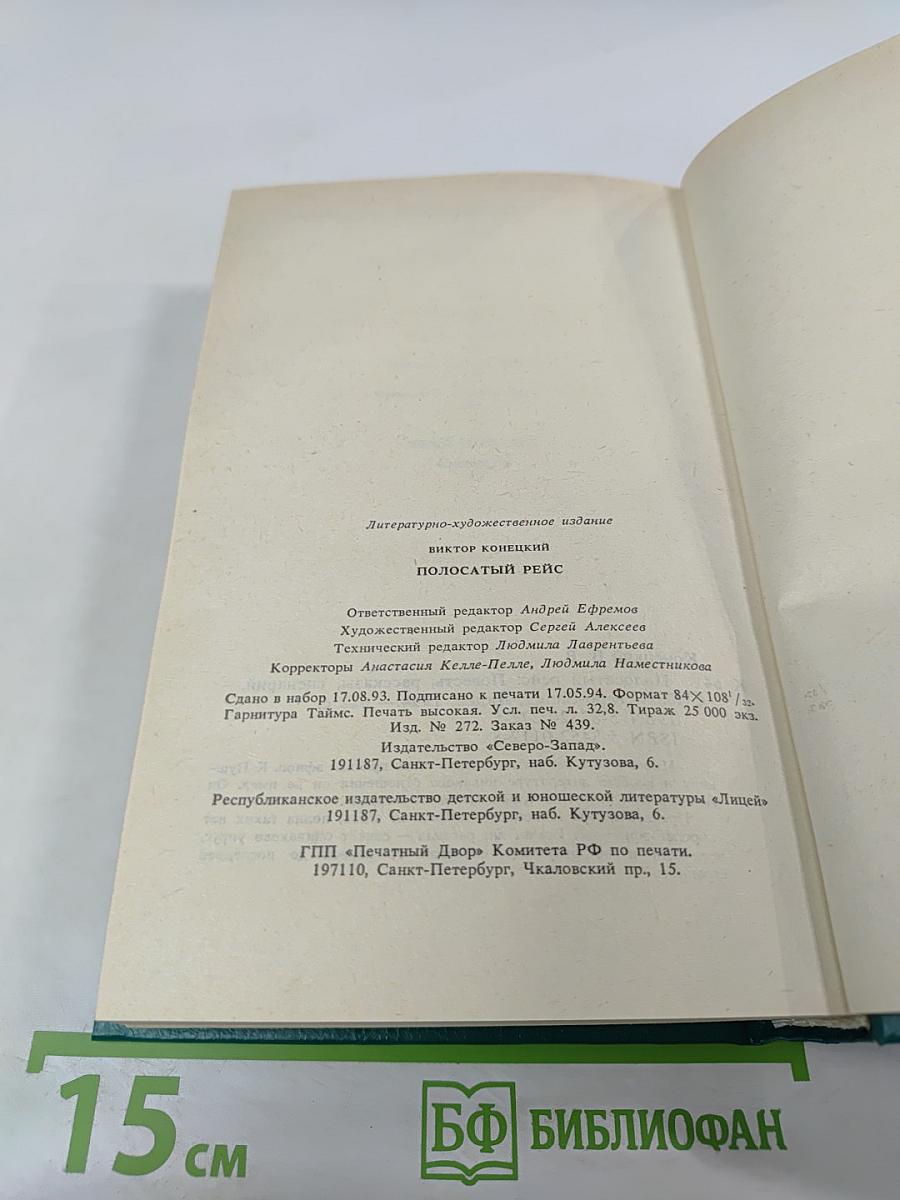 Литературно-художественное издание
ВИКТОР КОНЕЦКИЙ
ПОЛОСАТЫЙ РЕЙС
Ответственный редактор Андрей Ефремов
Художественный редактор Сергей Алексеев
Технический редактор Людмила Лаврентьева
Корректоры Анастасия Келле-Пелле, Людмила Наместникова
Сдано в набор 17.08.93. Подписано к печати 17.05.94. Формат 84×108¹/₃₂.
Гарнитура Таймс. Печать высокая. Усл. печ. л. 32,8. Тираж 25 000 экз.
Изд. № 272. Заказ № 439.
Издательство «Северо-Запад».
191187, Санкт-Петербург, наб. Кутузова, 6.
Республиканское издательство детской и юношеской литературы «Лицей»
191187, Санкт-Петербург, наб. Кутузова, 6.
ГПП «Печатный Двор» Комитета РФ по печати.
197110, Санкт-Петербург, Чкаловский пр., 15.
15 см
БФ БИБЛИОФАН